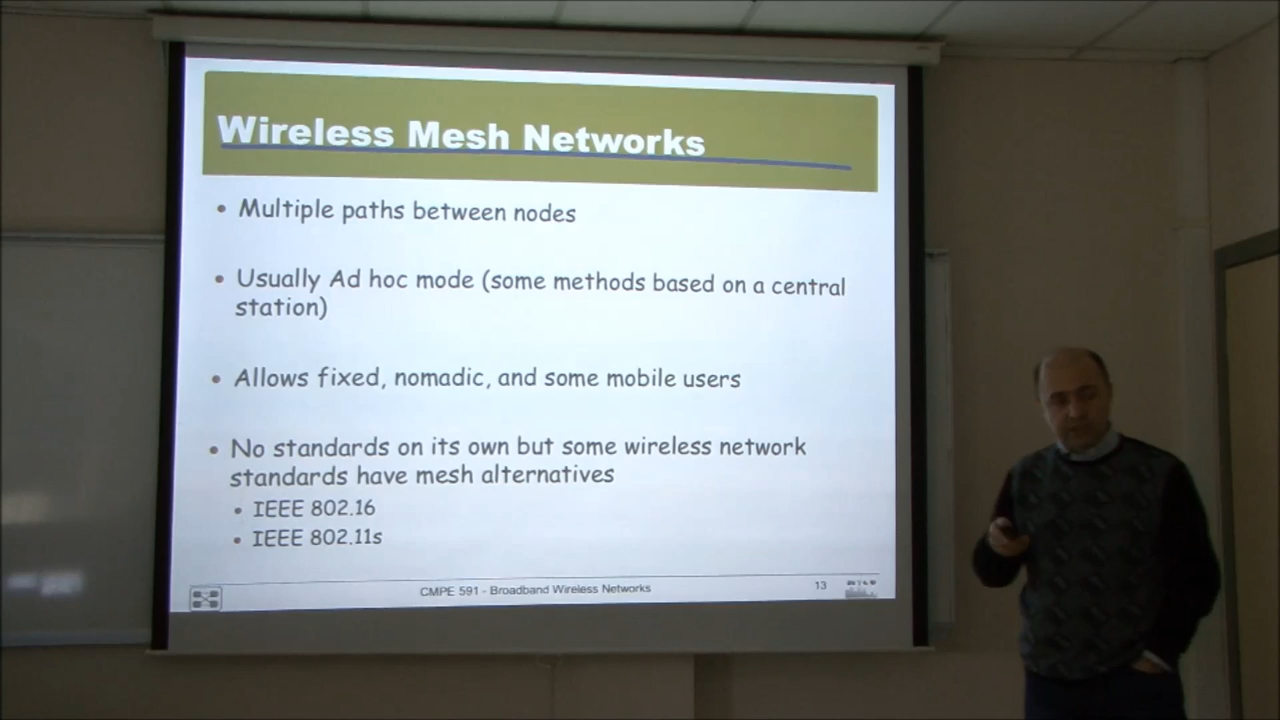 Wireless Mesh Networks
• Multiple paths between nodes
• Usually Ad hoc mode (some methods based on a central
station)
• Allows fixed, nomadic, and some mobile users
• No standards on its own but some wireless network
standards have mesh alternatives
• IEEE 802.16
• IEEE 802.11s
CMPE 591 - Broadband Wireless Networks 13